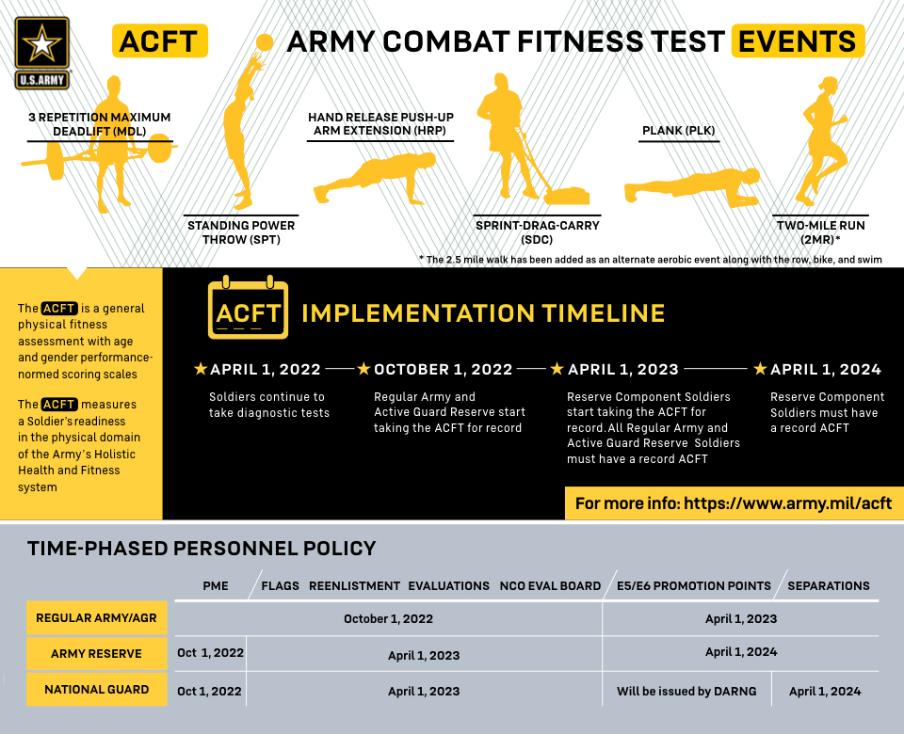 U.S.ARMY
ACFT ARMY COMBAT FITNESS TEST EVENTS
3 REPETITION MAXIMUM
DEADLIFT (MDL)
STANDING POWER
THROW (SPT)
HAND RELEASE PUSH-UP
ARM EXTENSION (HRP)
SPRINT-DRAG-CARRY
(SDC)
PLANK (PLK)
TWO-MILE RUN
(2MR)*
* The 2.5 mile walk has been added as an alternate aerobic event along with the row, bike, and swim
The ACFT is a general
physical fitness
assessment with age
and gender performance-
normed scoring scales
The ACFT measures
a Soldier's readiness
in the physical domain
of the Army's Holistic
Health and Fitness
system
ACFT IMPLEMENTATION TIMELINE
APRIL 1, 2022
Soldiers continue to
take diagnostic tests
OCTOBER 1, 2022
Regular Army and
Active Guard Reserve start
taking the ACFT for record
APRIL 1, 2023
Reserve Component Soldiers
start taking the ACFT for
record. All Regular Army and
Active Guard Reserve Soldiers
must have a record ACFT
APRIL 1, 2024
Reserve Component
Soldiers must have
a record ACFT
For more info: https://www.army.mil/acft
TIME-PHASED PERSONNEL POLICY
PME FLAGS REENLISTMENT EVALUATIONS NCO EVAL BOARD E5/E6 PROMOTION POINTS SEPARATIONS
REGULAR ARMY/AGR October 1, 2022 April 1, 2023
ARMY RESERVE Oct 1, 2022 April 1, 2023 April 1, 2024
NATIONAL GUARD Oct 1, 2022 April 1, 2023 Will be issued by DARNG April 1, 2024